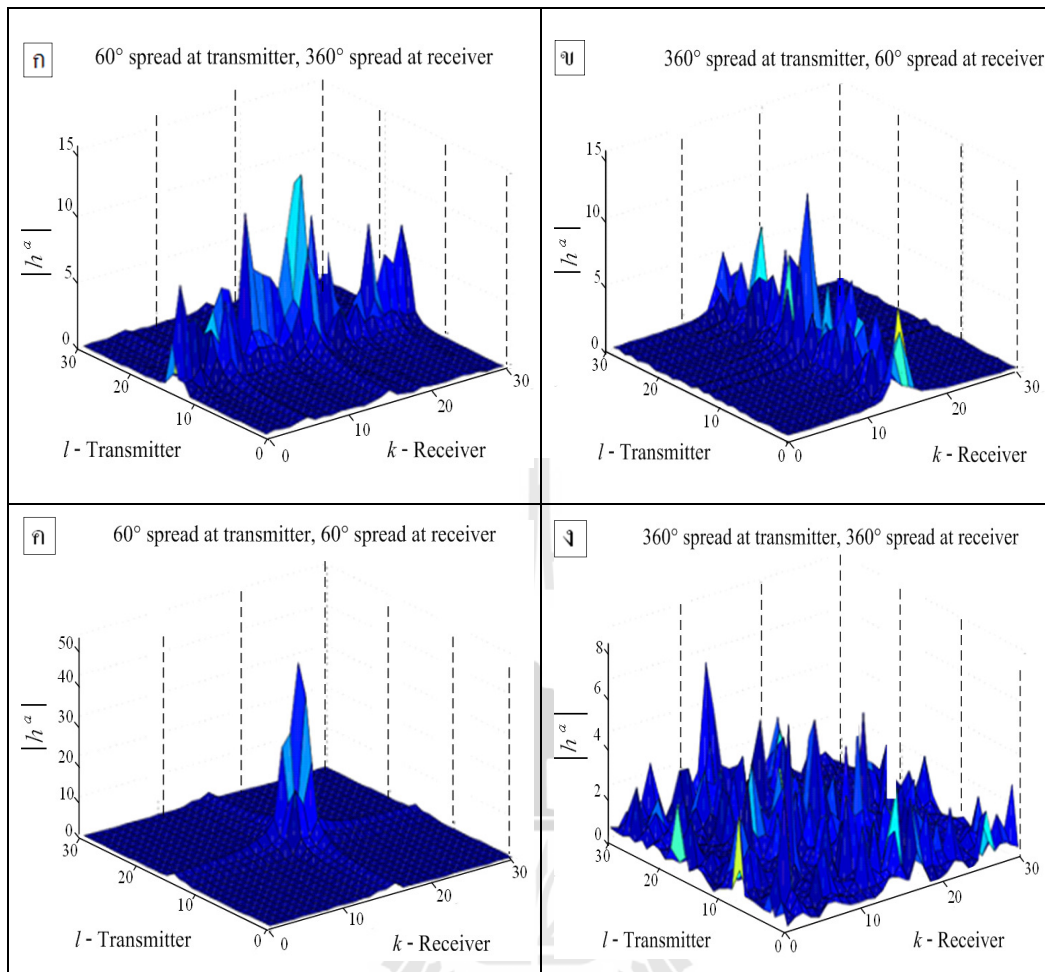 ก
60° spread at transmitter, 360° spread at receiver
15
10
5
0
30
20
10
0
0
10
20
30
|h^a|
l - Transmitter
k - Receiver
ข
360° spread at transmitter, 60° spread at receiver
15
10
5
0
30
20
10
0
0
10
20
30
|h^a|
l - Transmitter
k - Receiver
ค
60° spread at transmitter, 60° spread at receiver
50
40
30
20
10
0
30
20
10
0
0
10
20
30
|h^a|
l - Transmitter
k - Receiver
ง
360° spread at transmitter, 360° spread at receiver
8
6
4
2
0
30
20
10
0
0
10
20
30
|h^a|
l - Transmitter
k - Receiver